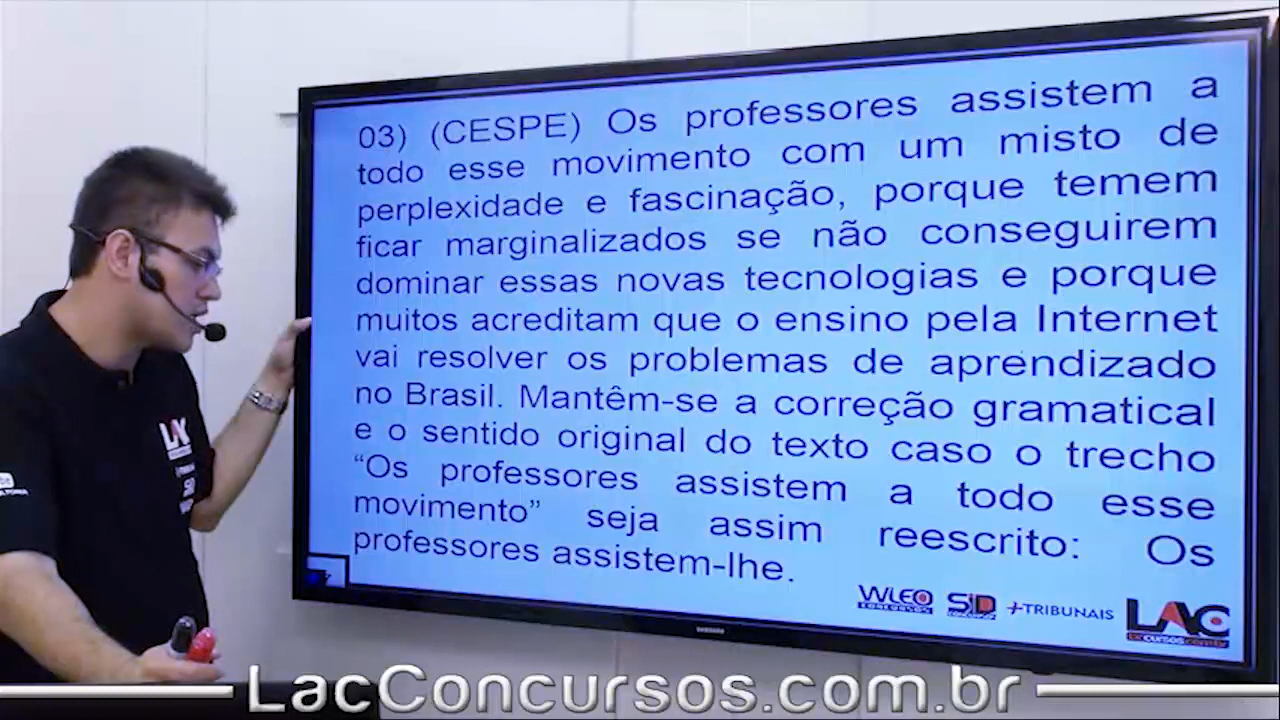 03) (CESPE) Os professores assistem a
todo esse movimento com um misto de
perplexidade e fascinação, porque temem
ficar marginalizados se não conseguirem
dominar essas novas tecnologias e porque
muitos acreditam que o ensino pela Internet
vai resolver os problemas de aprendizado
no Brasil. Mantêm-se a correção gramatical
e o sentido original do texto caso o trecho
“Os professores assistem a todo esse
movimento” seja assim reescrito: Os
professores assistem-lhe.
WLEO
CONCURSOS
SD
+TRIBUNAIS
LAC
LAC
LacConcursos.com.br